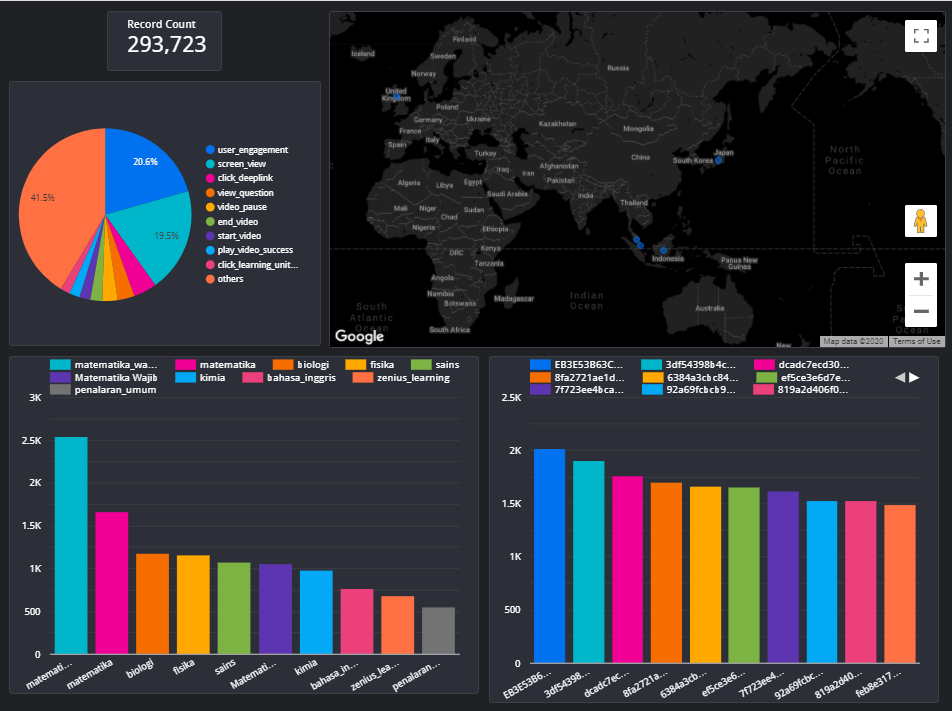 Record Count
293,723
20.6%
19.5%
41.5%
user_engagement
screen_view
click_deeplink
view_question
video_pause
end_video
start_video
play_video_success
click_learning_unit...
others
Iceland
Finland
Sweden
Norway
Russia
United
Kingdom
Poland
Germany
Ukraine
France
Kazakhstan
Mongolia
Italy
Spain
Turkey
China
South Korea
Japan
North
Pacific
Ocean
Afghanistan
Iraq
Iran
Pakistan
Algeria
Libya
Egypt
Saudi Arabia
India
Mali
Niger
Sudan
Thailand
Chad
Nigeria
Ethiopia
DRC
Kenya
Indonesia
Papua New
Guinea
Tanzania
Angola
Namibia
Botswana
Madagascar
Indian
Ocean
Australia
South
Atlantic
Ocean
South Africa
Pacific
Ocean
New
Google
Map data ©2020
Terms of Use
matematika_wa...
matematika
biologi
fisika
sains
Matematika Wajib
kimia
bahasa_inggris
zenius_learning
penalaran_umum
3K
2.5K
2K
1.5K
1K
500
0
matemati...
matematika
biologi
fisika
sains
Matemati...
kimia
bahasa_in...
zenius_lea...
penalaran...
EB3E53B63C...
3df54398b4c...
dcadc7ecd30...
8fa2721ae1d...
6384a3cbc84...
ef5ce3e6d7e...
7f723ee4bca...
92a69fcbcb9...
819a2d406f0...
2.5K
2K
1.5K
1K
500
0
EB3E53B6...
3df54398...
dcadc7ec...
8fa2721a...
6384a3cb...
ef5ce3e6...
7f723ee4...
92a69fcbc...
819a2d40...
feb8e317...